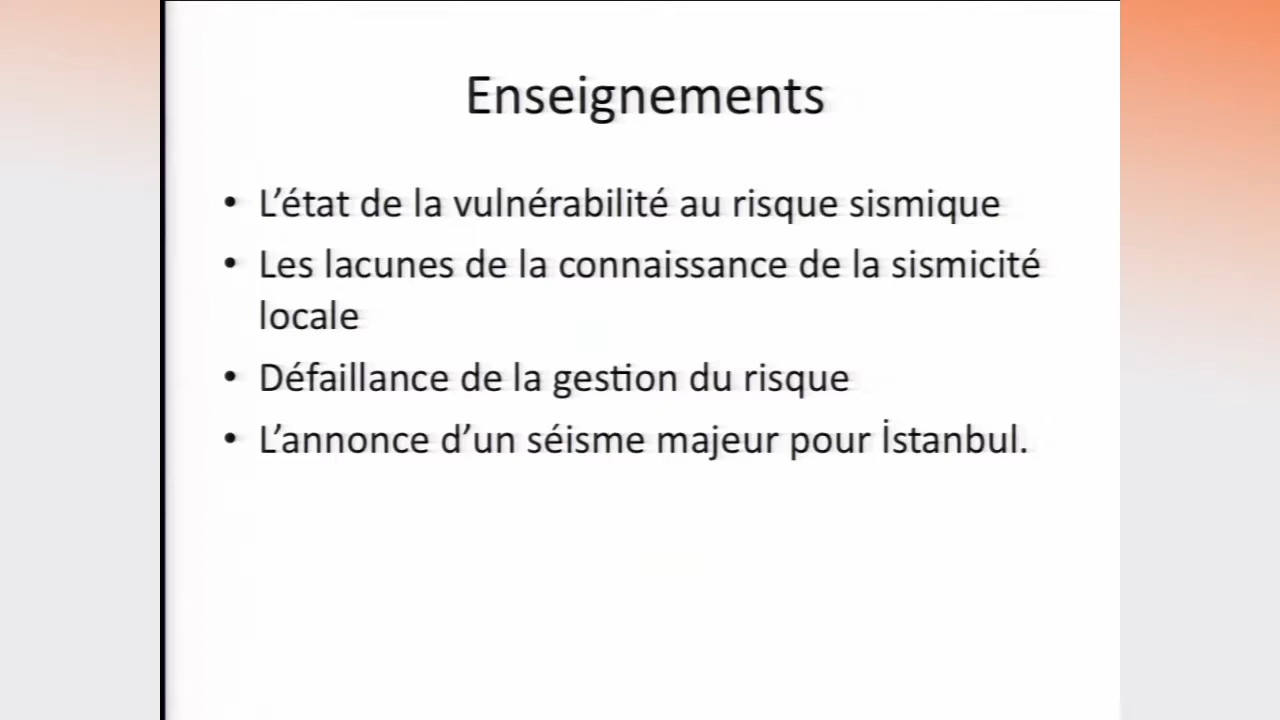 Enseignements
• L’état de la vulnérabilité au risque sismique
• Les lacunes de la connaissance de la sismicité
locale
• Défaillance de la gestion du risque
• L’annonce d’un séisme majeur pour İstanbul.